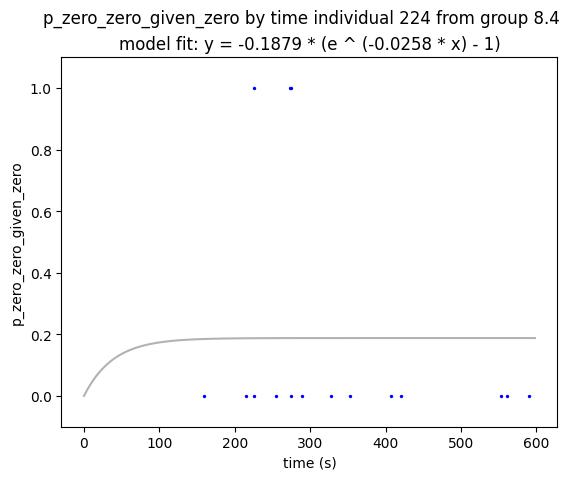 p_zero_zero_given_zero by time individual 224 from group 8.4
model fit: y = -0.1879 * (e ^ (-0.0258 * x) - 1)
p_zero_zero_given_zero
1.0
0.8
0.6
0.4
0.2
0.0
0 100 200 300 400 500 600
time (s)